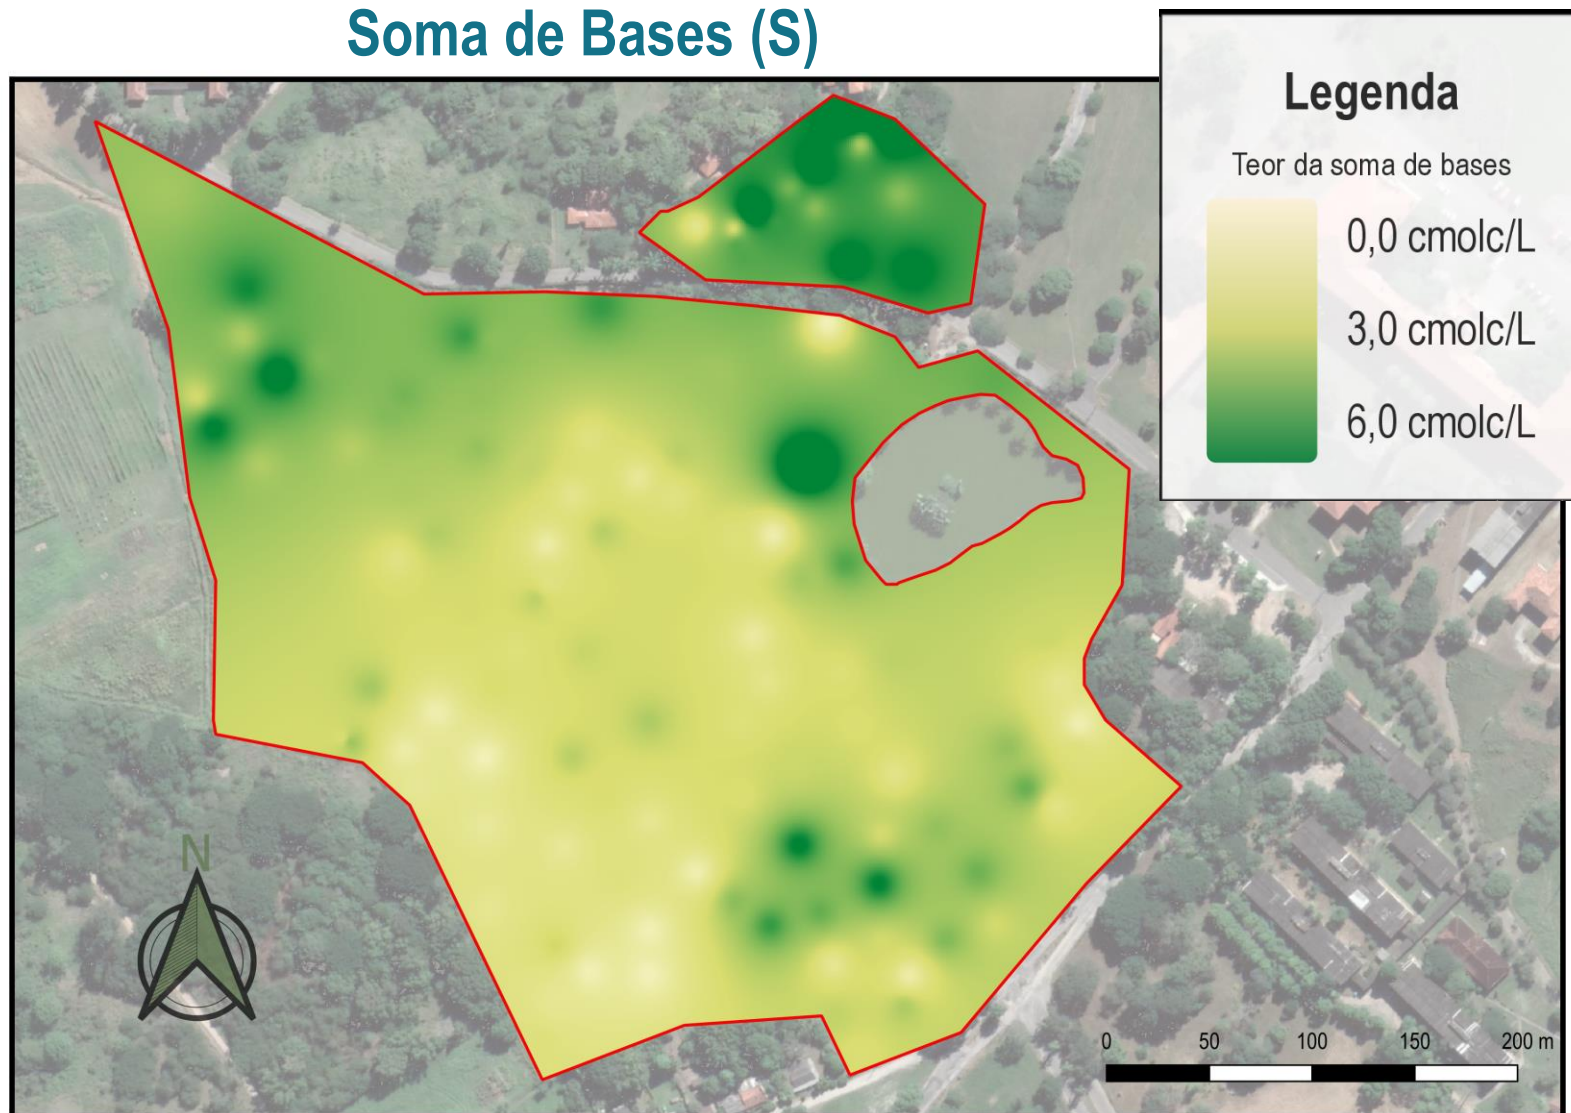 Soma de Bases (S)
Legenda
Teor da soma de bases
0,0 cmolc/L
3,0 cmolc/L
6,0 cmolc/L
N
0 50 100 150 200 m